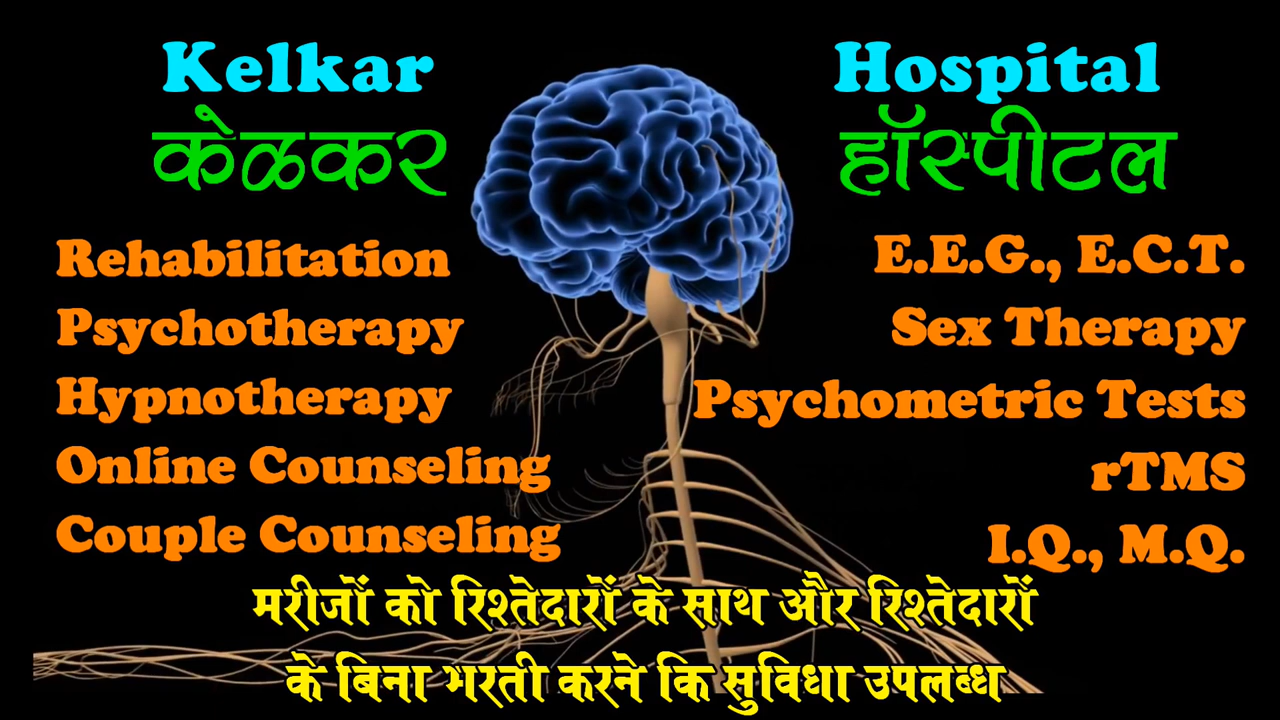 Kelkar Hospital
केळकर हॉस्पीटल
Rehabilitation
Psychotherapy
Hypnotherapy
Online Counseling
Couple Counseling
E.E.G., E.C.T.
Sex Therapy
Psychometric Tests
rTMS
I.Q., M.Q.
मरीजों को रिश्तेदारों के साथ और रिश्तेदारों
के बिना भरती करने कि सुविधा उपलब्ध